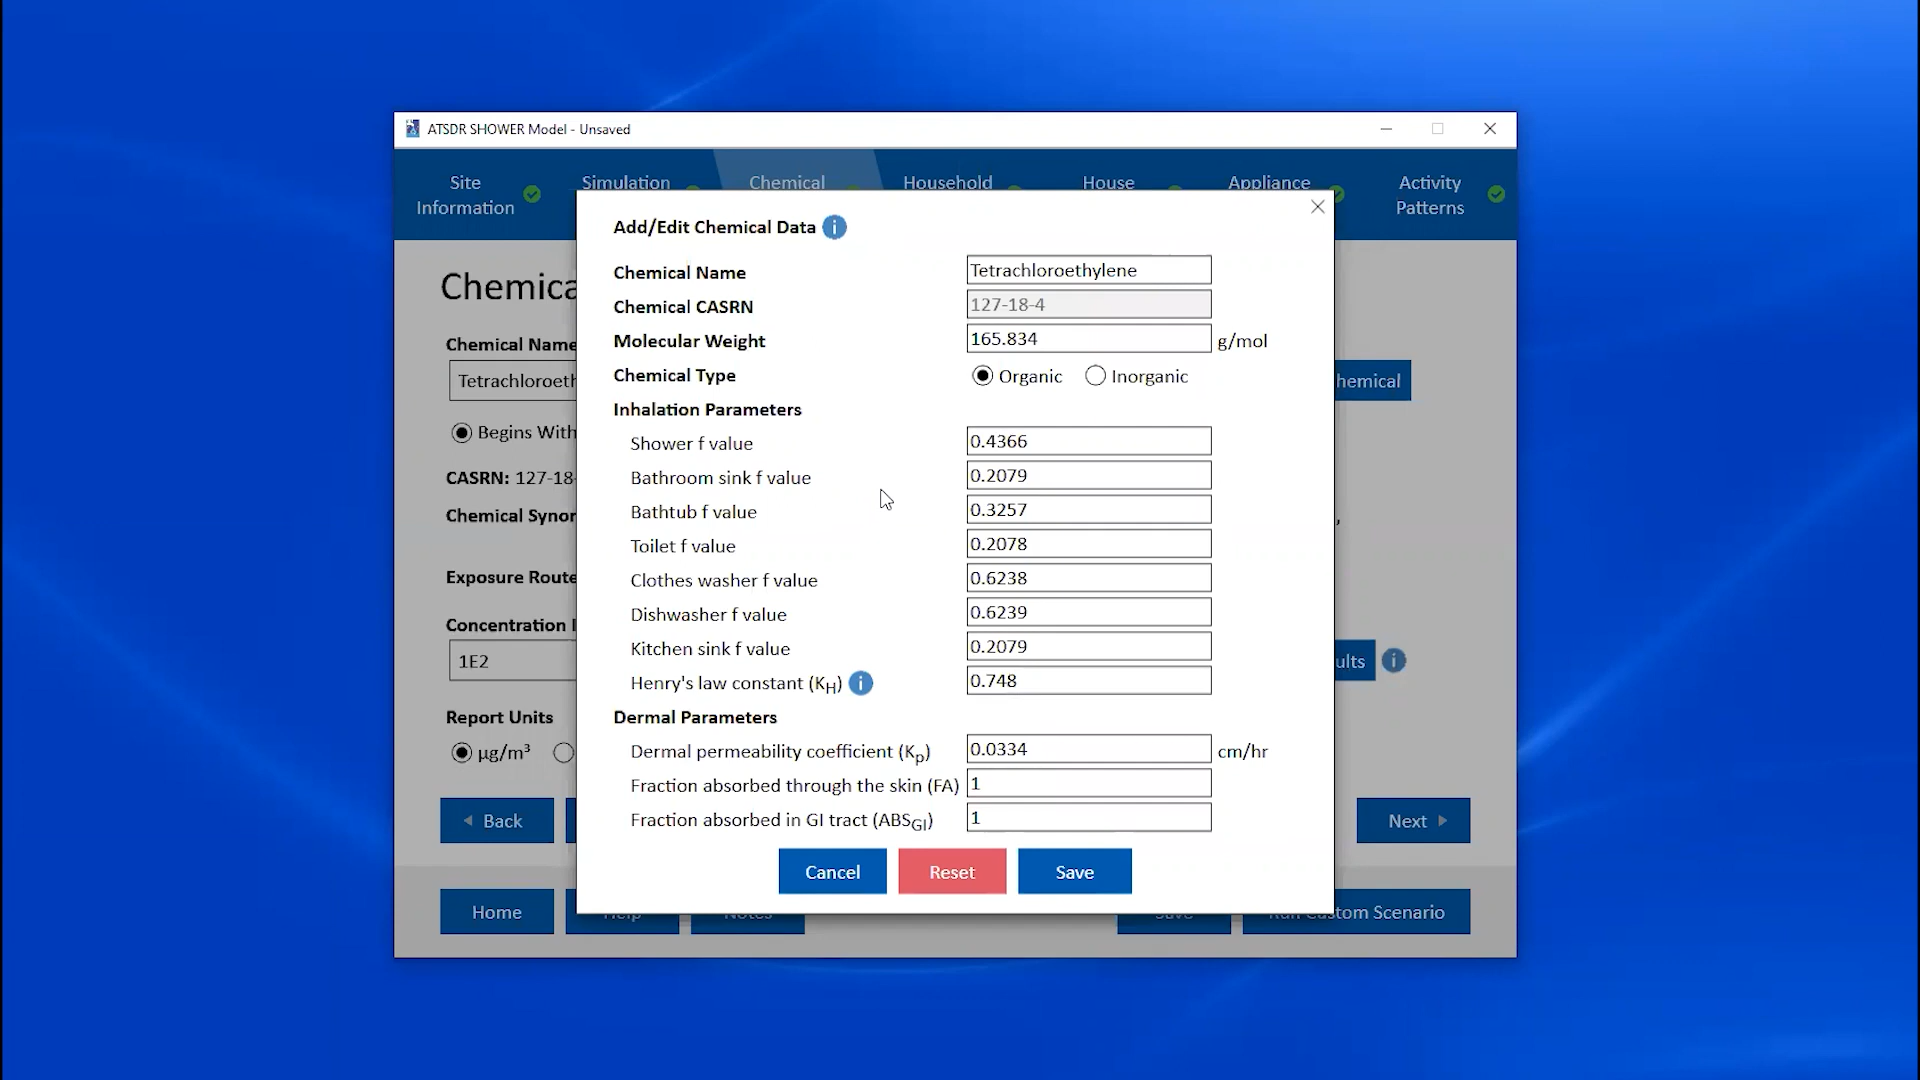 ATSDR SHOWER Model - Unsaved
Site Information
Simulation
Chemical
Household
House
Appliance
Activity Patterns
Add/Edit Chemical Data
Chemical Name Tetrachloroethylene
Chemical CASRN 127-18-4
Molecular Weight 165.834 g/mol
Chemical Type Organic Inorganic
Inhalation Parameters
Shower f value 0.4366
Bathroom sink f value 0.2079
Bathtub f value 0.3257
Toilet f value 0.2078
Clothes washer f value 0.6238
Dishwasher f value 0.6239
Kitchen sink f value 0.2079
Henry's law constant (KH) 0.748
Dermal Parameters
Dermal permeability coefficient (Kp) 0.0334 cm/hr
Fraction absorbed through the skin (FA) 1
Fraction absorbed in GI tract (ABSGI) 1
Cancel Reset Save
Chemica
Chemical Name
Tetrachloroeth hemical
Begins With
CASRN: 127-18-
Chemical Synor
Exposure Route
Concentration I
1E2 ults
Report Units
µg/m³
Back Next
Home Help Notes Save Run Custom Scenario